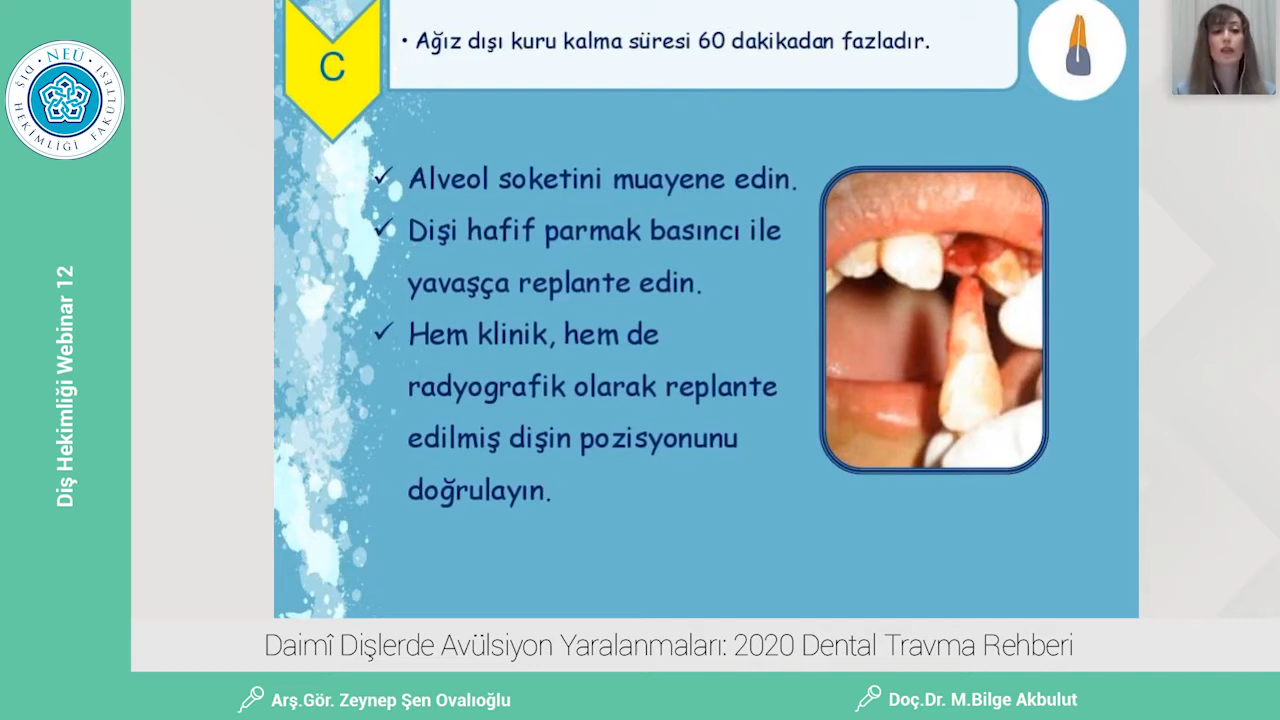 • NEÜ •
DİŞ HEKİMLİĞİ FAKÜLTESİ
Diş Hekimliği Webinar 12
C
• Ağız dışı kuru kalma süresi 60 dakikadan fazladır.
✓ Alveol soketini muayene edin.
✓ Dişi hafif parmak basıncı ile
yavaşça replante edin.
✓ Hem klinik, hem de
radyografik olarak replante
edilmiş dişin pozisyonunu
doğrulayın.
Daimî Dişlerde Avülsiyon Yaralanmaları: 2020 Dental Travma Rehberi
Arş.Gör. Zeynep Şen Ovalıoğlu
Doç.Dr. M.Bilge Akbulut